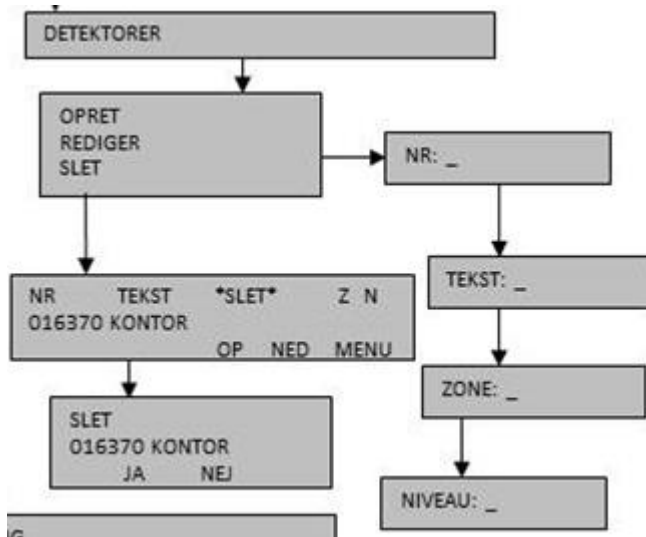 DETEKTORER
OPRET
REDIGER
SLET
NR: _
NR TEKST *SLET* Z N
016370 KONTOR
OP NED MENU
TEKST: _
SLET
016370 KONTOR
JA NEJ
ZONE: _
NIVEAU: _